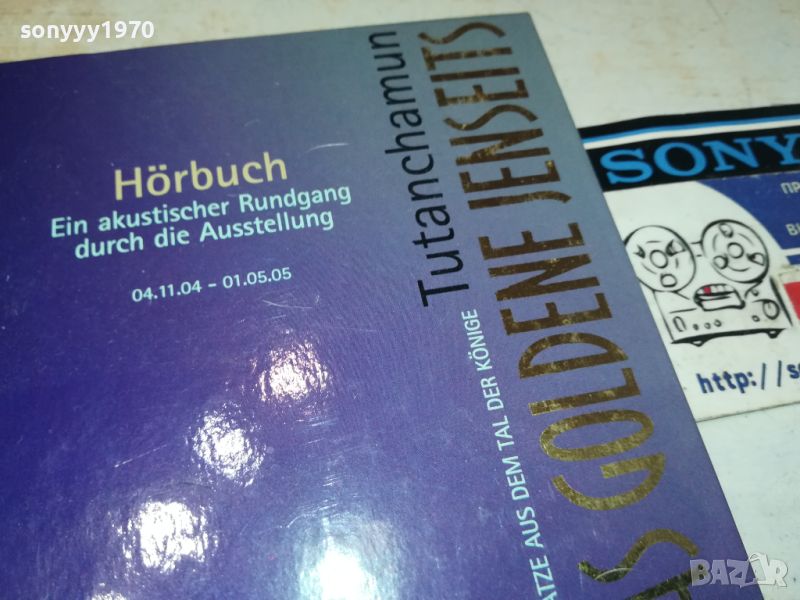 sonyyy1970
Hörbuch
Ein akustischer Rundgang
durch die Ausstellung
04.11.04 – 01.05.05
Tutanchamun
GOLDENE JENSEITS
AUS DEM TAL DER KÖNIGE
SONY
http://s
BAZAR